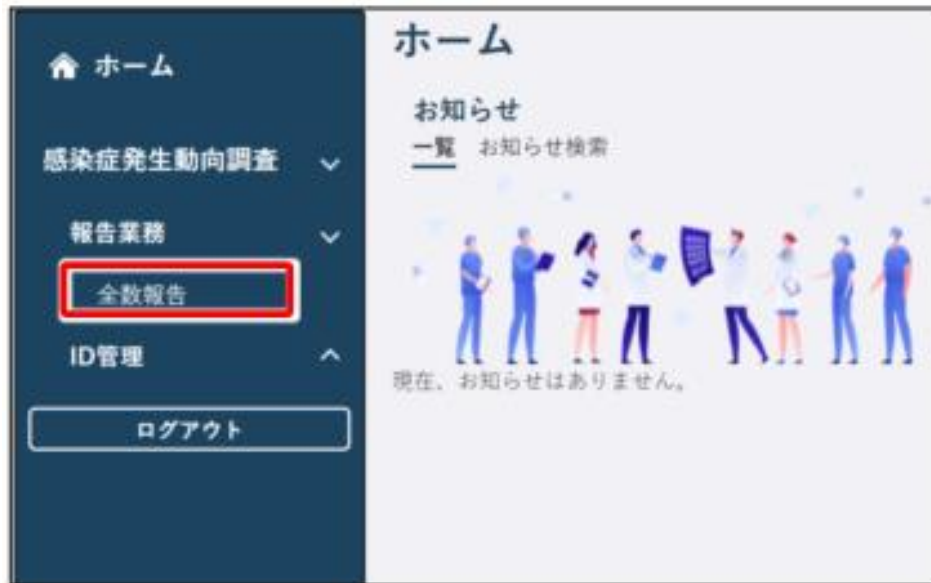 ホーム
感染症発生動向調査
報告業務
全数報告
ID管理
ログアウト
ホーム
お知らせ
一覧 お知らせ検索
現在、お知らせはありません。